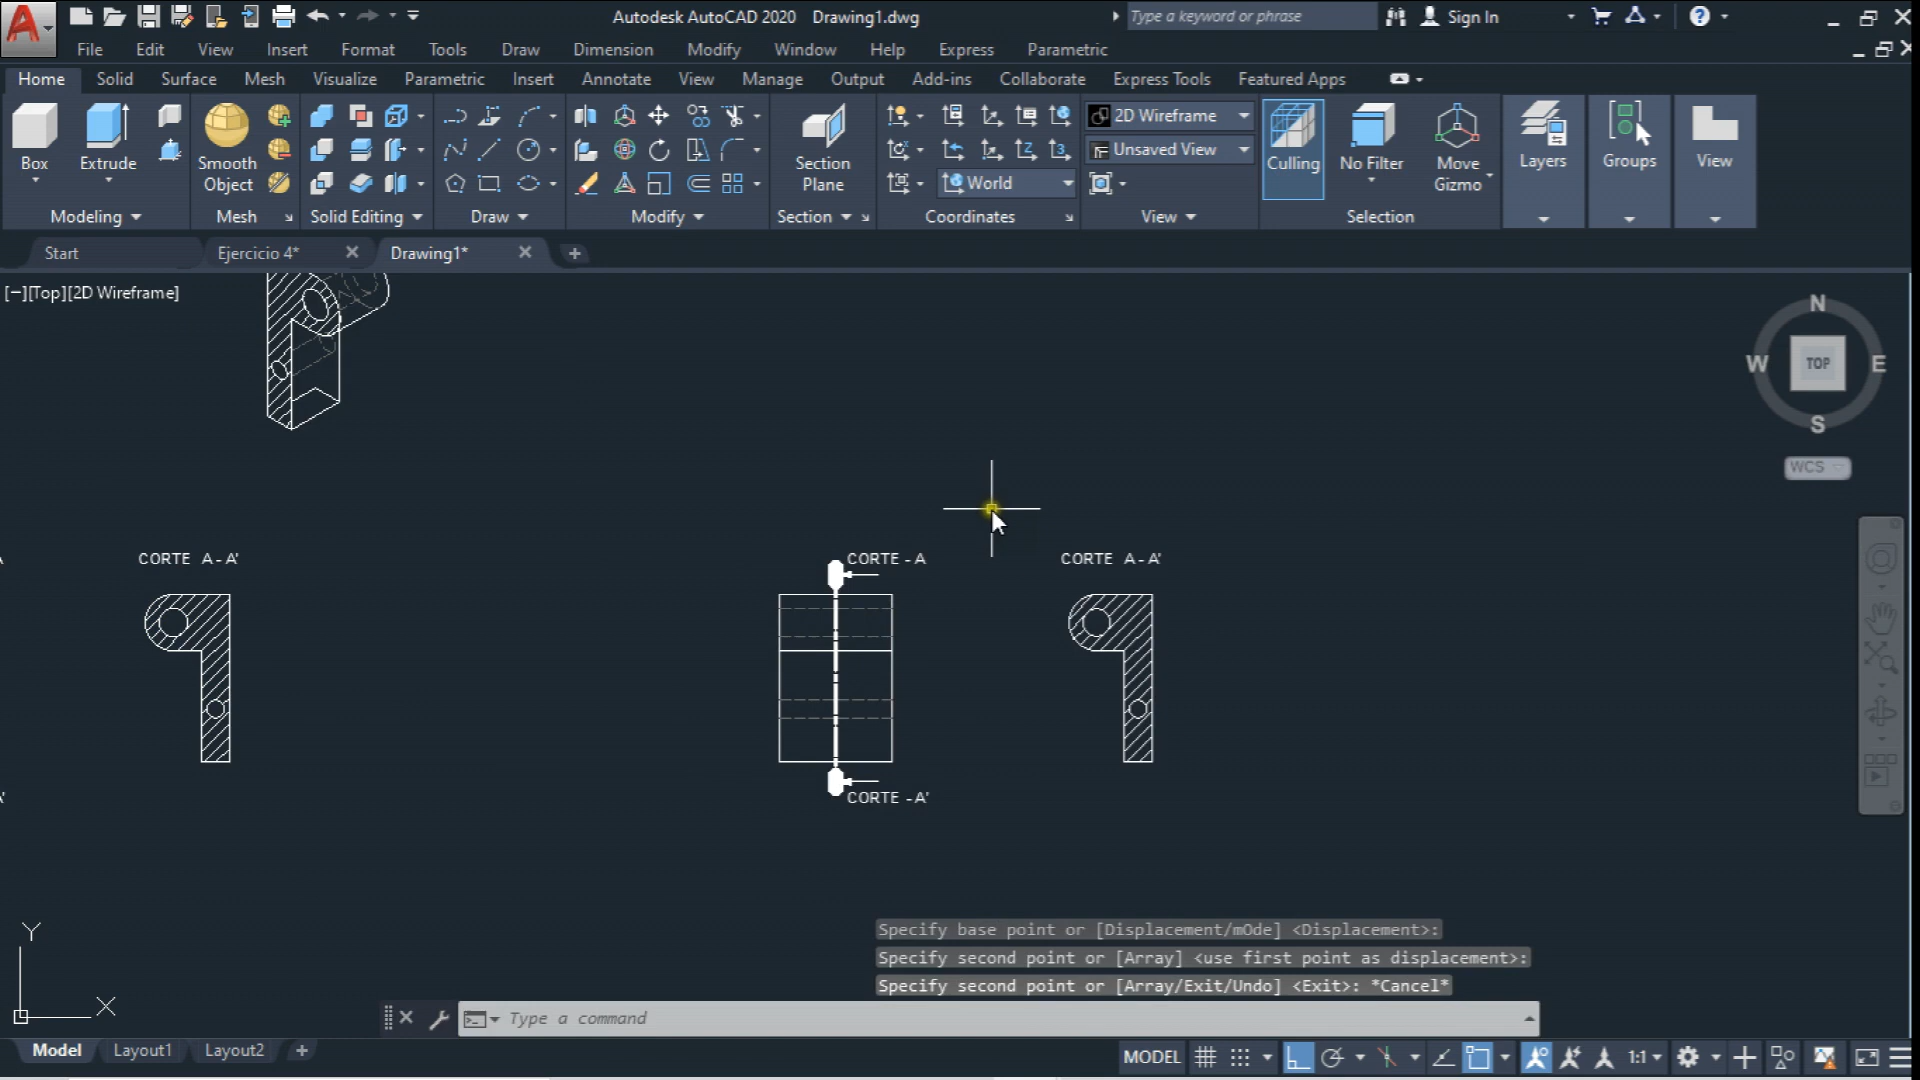 Autodesk AutoCAD 2020 Drawing1.dwg
Type a keyword or phrase
Sign In
File Edit View Insert Format Tools Draw Dimension Modify Window Help Express Parametric
Home Solid Surface Mesh Visualize Parametric Insert Annotate View Manage Output Add-ins Collaborate Express Tools Featured Apps
2D Wireframe
Unsaved View
World
Box Extrude Smooth Object Section Plane Culling No Filter Move Gizmo Layers Groups View
Modeling Mesh Solid Editing Draw Modify Section Coordinates View Selection
Start Ejercicio 4* Drawing1*
[−][Top][2D Wireframe]
N
W TOP E
S
WCS
CORTE A-A' CORTE -A CORTE A-A'
CORTE -A'
Specify base point or [Displacement/mOde] <Displacement>:
Specify second point or [Array] <use first point as displacement>:
Specify second point or [Array/Exit/Undo] <Exit>: *Cancel*
Y
X
Type a command
Model Layout1 Layout2
MODEL 1:1